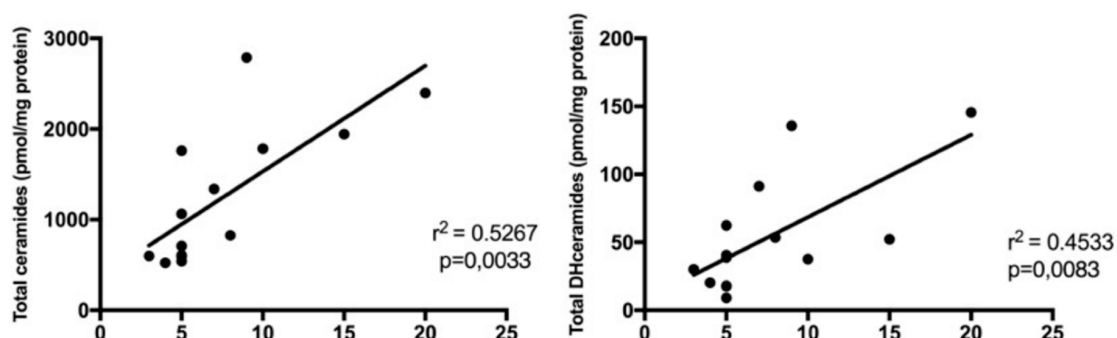 Total ceramides (pmol/mg protein)
3000
2000
1000
0
0 5 10 15 20 25
r² = 0.5267
p=0,0033
Total DHceramides (pmol/mg protein)
200
150
100
50
0
0 5 10 15 20 25
r² = 0.4533
p=0,0083